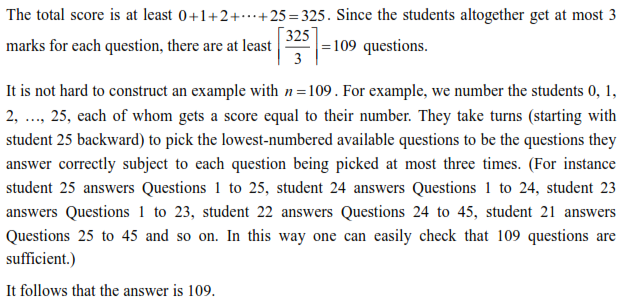 The total score is at least 0+1+2+⋯+25=325. Since the students altogether get at most 3
marks for each question, there are at least ⌈325/3⌉=109 questions.
It is not hard to construct an example with n=109. For example, we number the students 0, 1,
2, …, 25, each of whom gets a score equal to their number. They take turns (starting with
student 25 backward) to pick the lowest-numbered available questions to be the questions they
answer correctly subject to each question being picked at most three times. (For instance
student 25 answers Questions 1 to 25, student 24 answers Questions 1 to 24, student 23
answers Questions 1 to 23, student 22 answers Questions 24 to 45, student 21 answers
Questions 25 to 45 and so on. In this way one can easily check that 109 questions are
sufficient.)
It follows that the answer is 109.